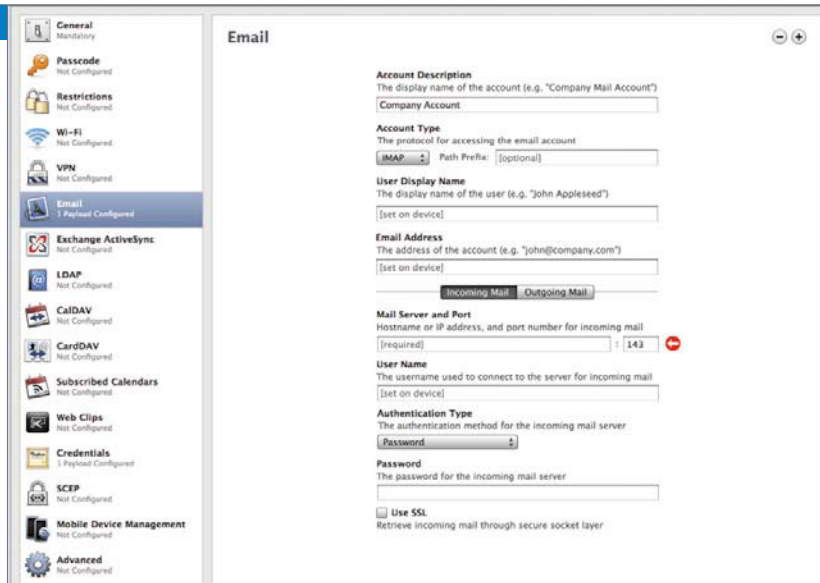 General
Mandatory
Passcode
Not Configured
Restrictions
Not Configured
Wi-Fi
Not Configured
VPN
Not Configured
Email
1 Payload Configured
Exchange ActiveSync
Not Configured
LDAP
Not Configured
CalDAV
Not Configured
CardDAV
Not Configured
Subscribed Calendars
Not Configured
Web Clips
Not Configured
Credentials
1 Payload Configured
SCEP
Not Configured
Mobile Device Management
Not Configured
Advanced
Not Configured
Email
Account Description
The display name of the account (e.g. "Company Mail Account")
Company Account
Account Type
The protocol for accessing the email account
IMAP Path Prefix: [optional]
User Display Name
The display name of the user (e.g. "John Appleseed")
[set on device]
Email Address
The address of the account (e.g. "john@company.com")
[set on device]
Incoming Mail Outgoing Mail
Mail Server and Port
Hostname or IP address, and port number for incoming mail
[required] : 143
User Name
The username used to connect to the server for incoming mail
[set on device]
Authentication Type
The authentication method for the incoming mail server
Password
Password
The password for the incoming mail server
Use SSL
Retrieve incoming mail through secure socket layer